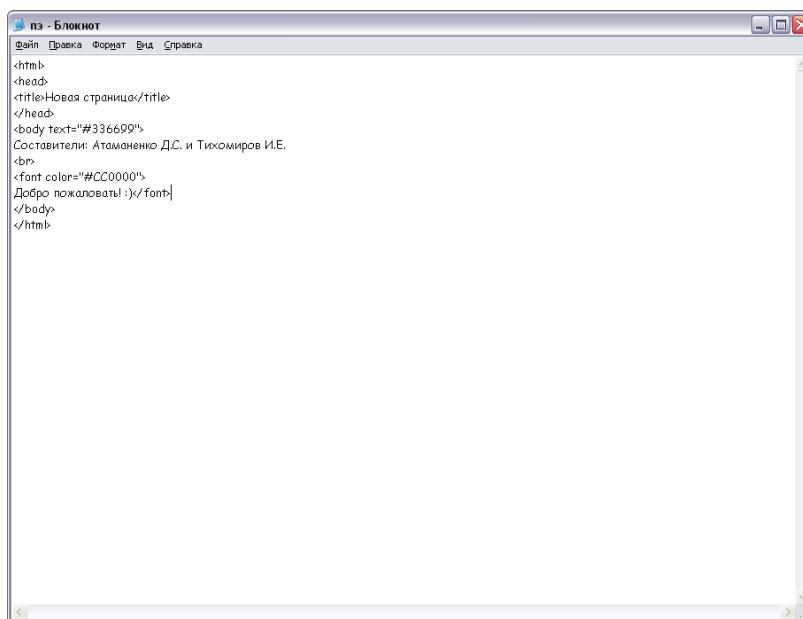 пэ - Блокнот
Файл Правка Формат Вид Справка
<html>
<head>
<title>Новая страница</title>
</head>
<body text="#336699">
Составители: Атаманенко Д.С. и Тихомиров И.Е.
<br>
<font color="#CC0000">
Добро пожаловать! :)</font>
</body>
</html>